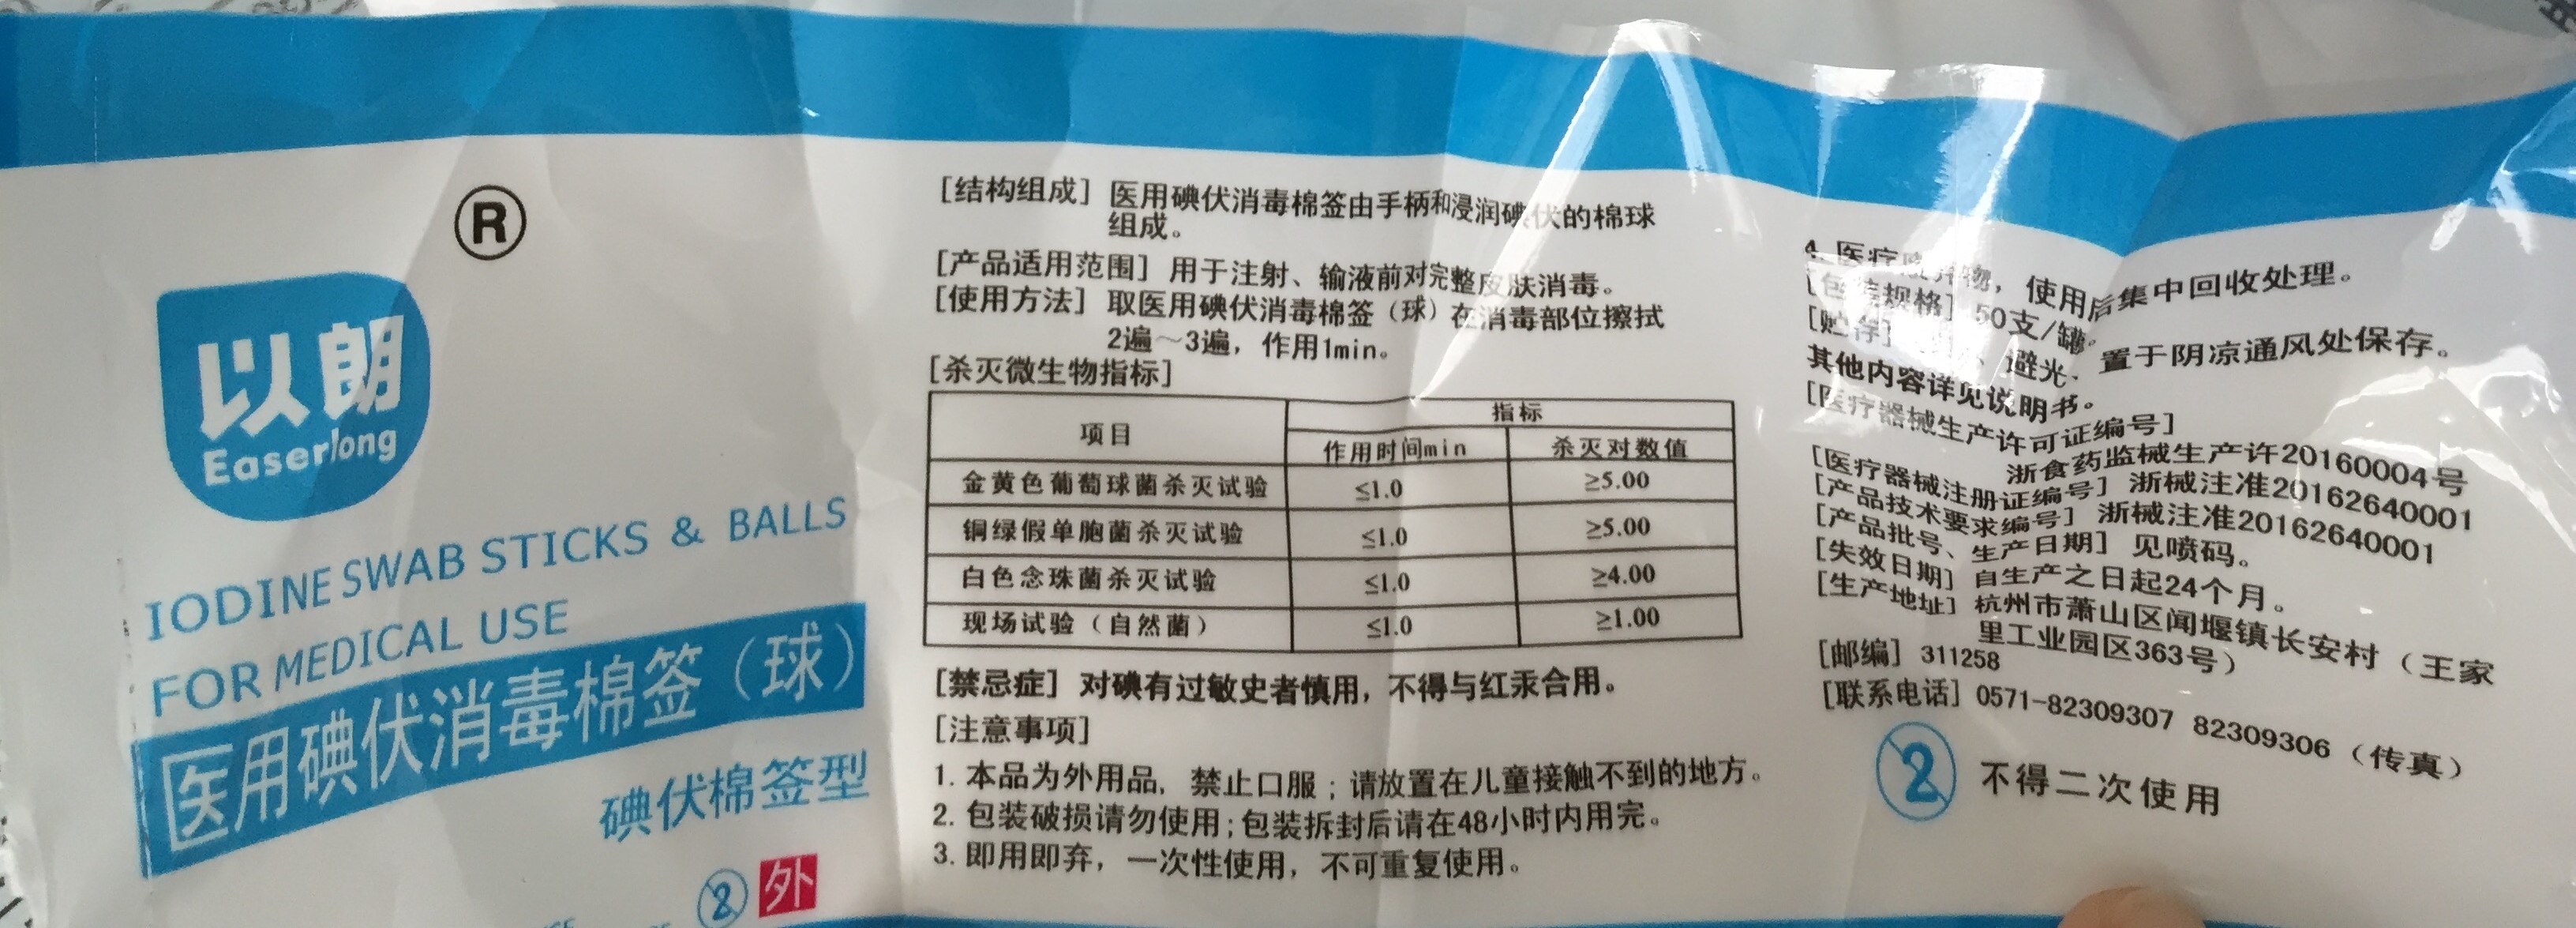 ®
以朗
Easerlong
IODINE SWAB STICKS & BALLS
FOR MEDICAL USE
医用碘伏消毒棉签（球）
碘伏棉签型
② 外
[结构组成] 医用碘伏消毒棉签由手柄和浸润碘伏的棉球
组成。
[产品适用范围] 用于注射、输液前对完整皮肤消毒。
[使用方法] 取医用碘伏消毒棉签（球）在消毒部位擦拭
2遍～3遍，作用1min。
[杀灭微生物指标]
项目 指标
作用时间min 杀灭对数值
金黄色葡萄球菌杀灭试验 ≤1.0 ≥5.00
铜绿假单胞菌杀灭试验 ≤1.0 ≥5.00
白色念珠菌杀灭试验 ≤1.0 ≥4.00
现场试验（自然菌） ≤1.0 ≥1.00
[禁忌症] 对碘有过敏史者慎用，不得与红汞合用。
[注意事项]
1. 本品为外用品，禁止口服；请放置在儿童接触不到的地方。
2. 包装破损请勿使用；包装拆封后请在48小时内用完。
3. 即用即弃，一次性使用，不可重复使用。
4. 医疗废弃物，使用后集中回收处理。
[包装规格] 50支/罐。
[贮存] 避光、置于阴凉通风处保存。
其他内容详见说明书。
[医疗器械生产许可证编号]
浙食药监械生产许20160004号
[医疗器械注册证编号] 浙械注准20162640001
[产品技术要求编号] 浙械注准20162640001
[产品批号、生产日期] 见喷码。
[失效日期] 自生产之日起24个月。
[生产地址] 杭州市萧山区闻堰镇长安村（王家
里工业园区363号）
[邮编] 311258
[联系电话] 0571-82309307 82309306（传真）
② 不得二次使用